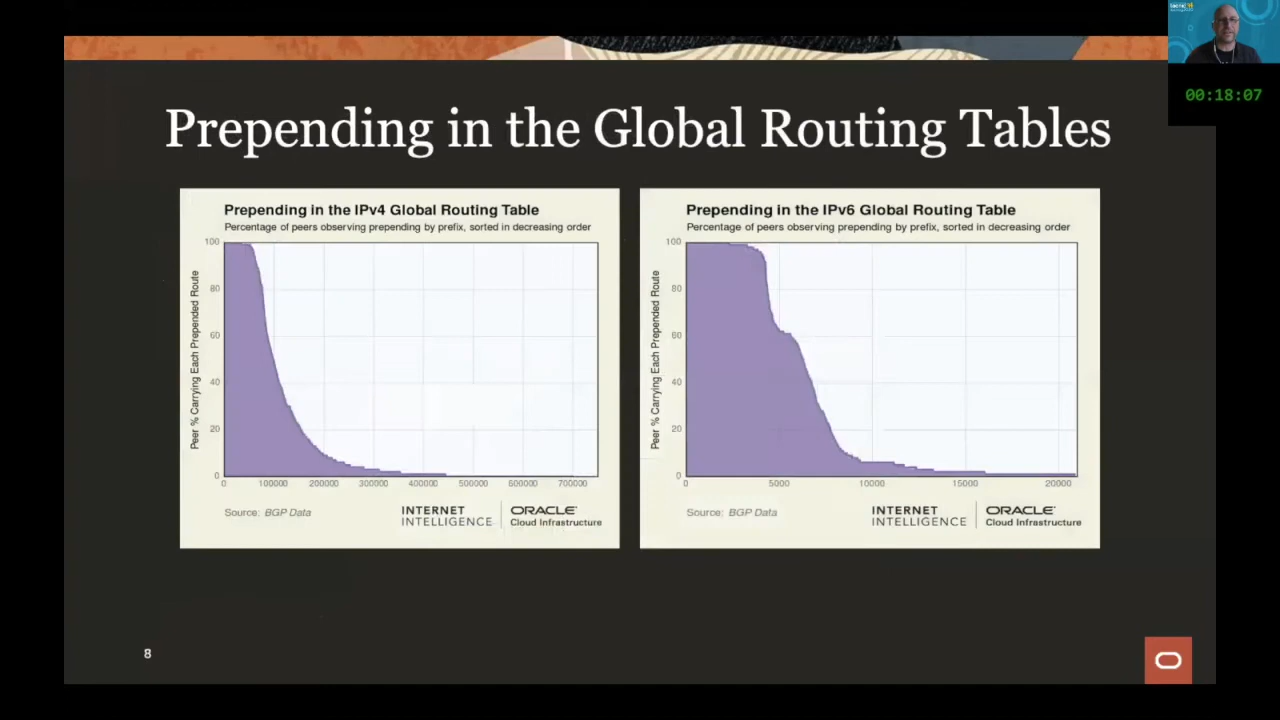 00:18:07
Prepending in the Global Routing Tables
Prepending in the IPv4 Global Routing Table
Percentage of peers observing prepending by prefix, sorted in decreasing order
Peer % Carrying Each Prepended Route
100
80
60
40
20
0
0 100000 200000 300000 400000 500000 600000 700000
Source: BGP Data
INTERNET
INTELLIGENCE
ORACLE
Cloud Infrastructure
Prepending in the IPv6 Global Routing Table
Percentage of peers observing prepending by prefix, sorted in decreasing order
Peer % Carrying Each Prepended Route
100
80
60
40
20
0
0 5000 10000 15000 20000
Source: BGP Data
INTERNET
INTELLIGENCE
ORACLE
Cloud Infrastructure
8